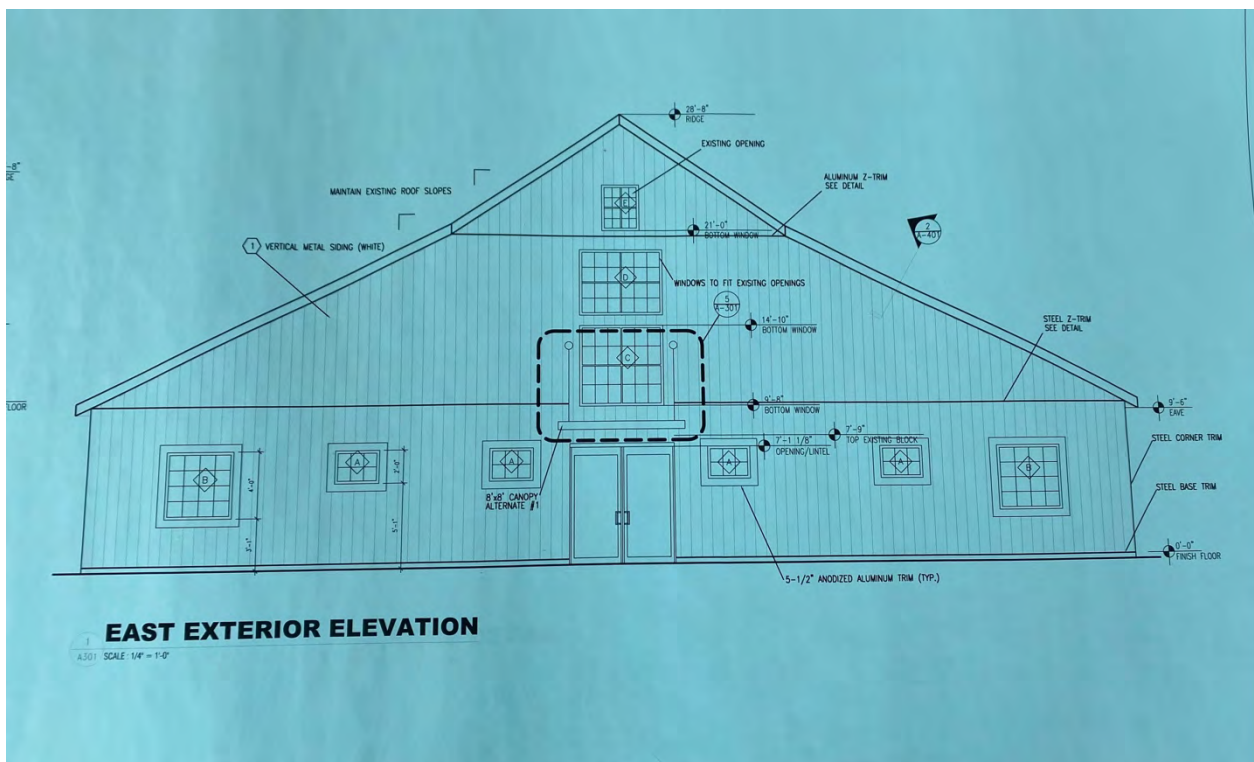 28'-8"
RIDGE
EXISTING OPENING
-8"
GE
MAINTAIN EXISTING ROOF SLOPES
ALUMINUM Z-TRIM
SEE DETAIL
E
21'-0"
BOTTOM WINDOW
2
A-401
1 VERTICAL METAL SIDING (WHITE)
D
WINDOWS TO FIT EXISITNG OPENINGS
5
A-301
14'-10"
BOTTOM WINDOW
STEEL Z-TRIM
SEE DETAIL
C
LOOR
9'-8"
BOTTOM WINDOW
9'-6"
EAVE
7'-9"
TOP EXISTING BLOCK
7'-1 1/8"
OPENING/LINTEL
STEEL CORNER TRIM
B
A
A
A
A
B
4'-0"
2'-0"
8'x8' CANOPY
ALTERNATE #1
STEEL BASE TRIM
3'-1"
5'-1"
0'-0"
FINISH FLOOR
5-1/2" ANODIZED ALUMINUM TRIM (TYP.)
1
A301
EAST EXTERIOR ELEVATION
SCALE: 1/4" = 1'-0"